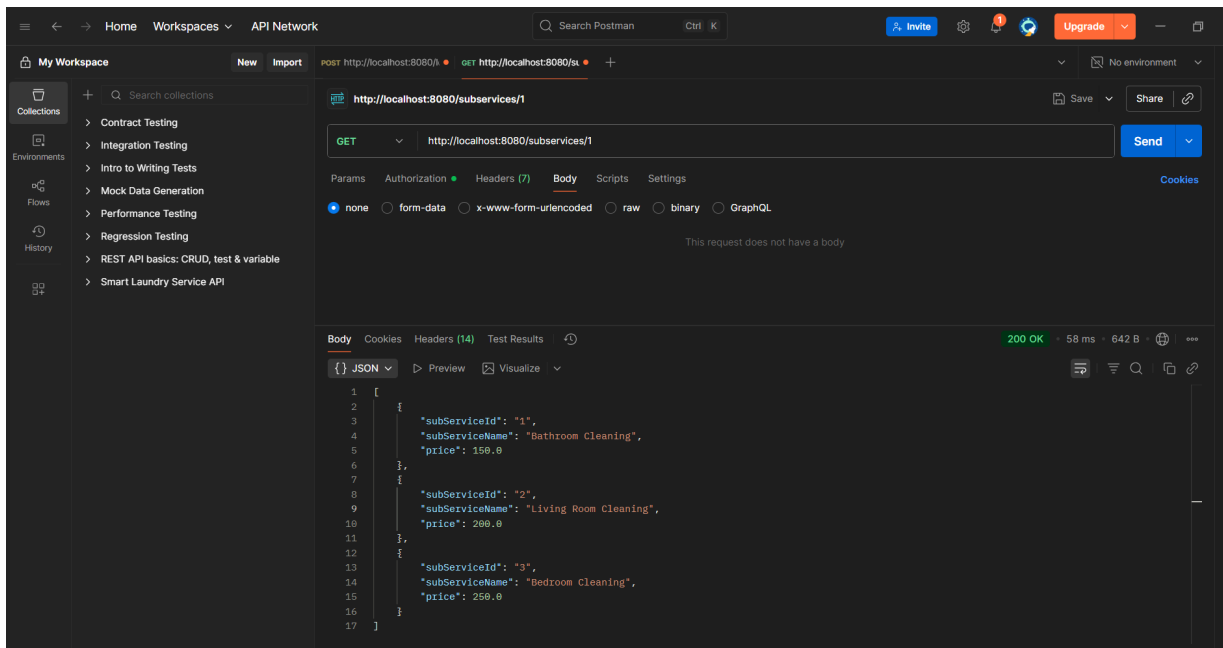 Home Workspaces API Network Search Postman Ctrl K Invite 1 Upgrade
My Workspace New Import POST http://localhost:8080/ GET http://localhost:8080/su No environment
Collections Search collections http://localhost:8080/subservices/1 Save Share
Environments
Flows
History
Contract Testing
Integration Testing
Intro to Writing Tests
Mock Data Generation
Performance Testing
Regression Testing
REST API basics: CRUD, test & variable
Smart Laundry Service API
GET http://localhost:8080/subservices/1 Send
Params Authorization Headers (7) Body Scripts Settings Cookies
none form-data x-www-form-urlencoded raw binary GraphQL
This request does not have a body
Body Cookies Headers (14) Test Results 200 OK 58 ms 642 B
{} JSON Preview Visualize
1 [
2 {
3 "subServiceId": "1",
4 "subServiceName": "Bathroom Cleaning",
5 "price": 150.0
6 },
7 {
8 "subServiceId": "2",
9 "subServiceName": "Living Room Cleaning",
10 "price": 200.0
11 },
12 {
13 "subServiceId": "3",
14 "subServiceName": "Bedroom Cleaning",
15 "price": 250.0
16 }
17 ]